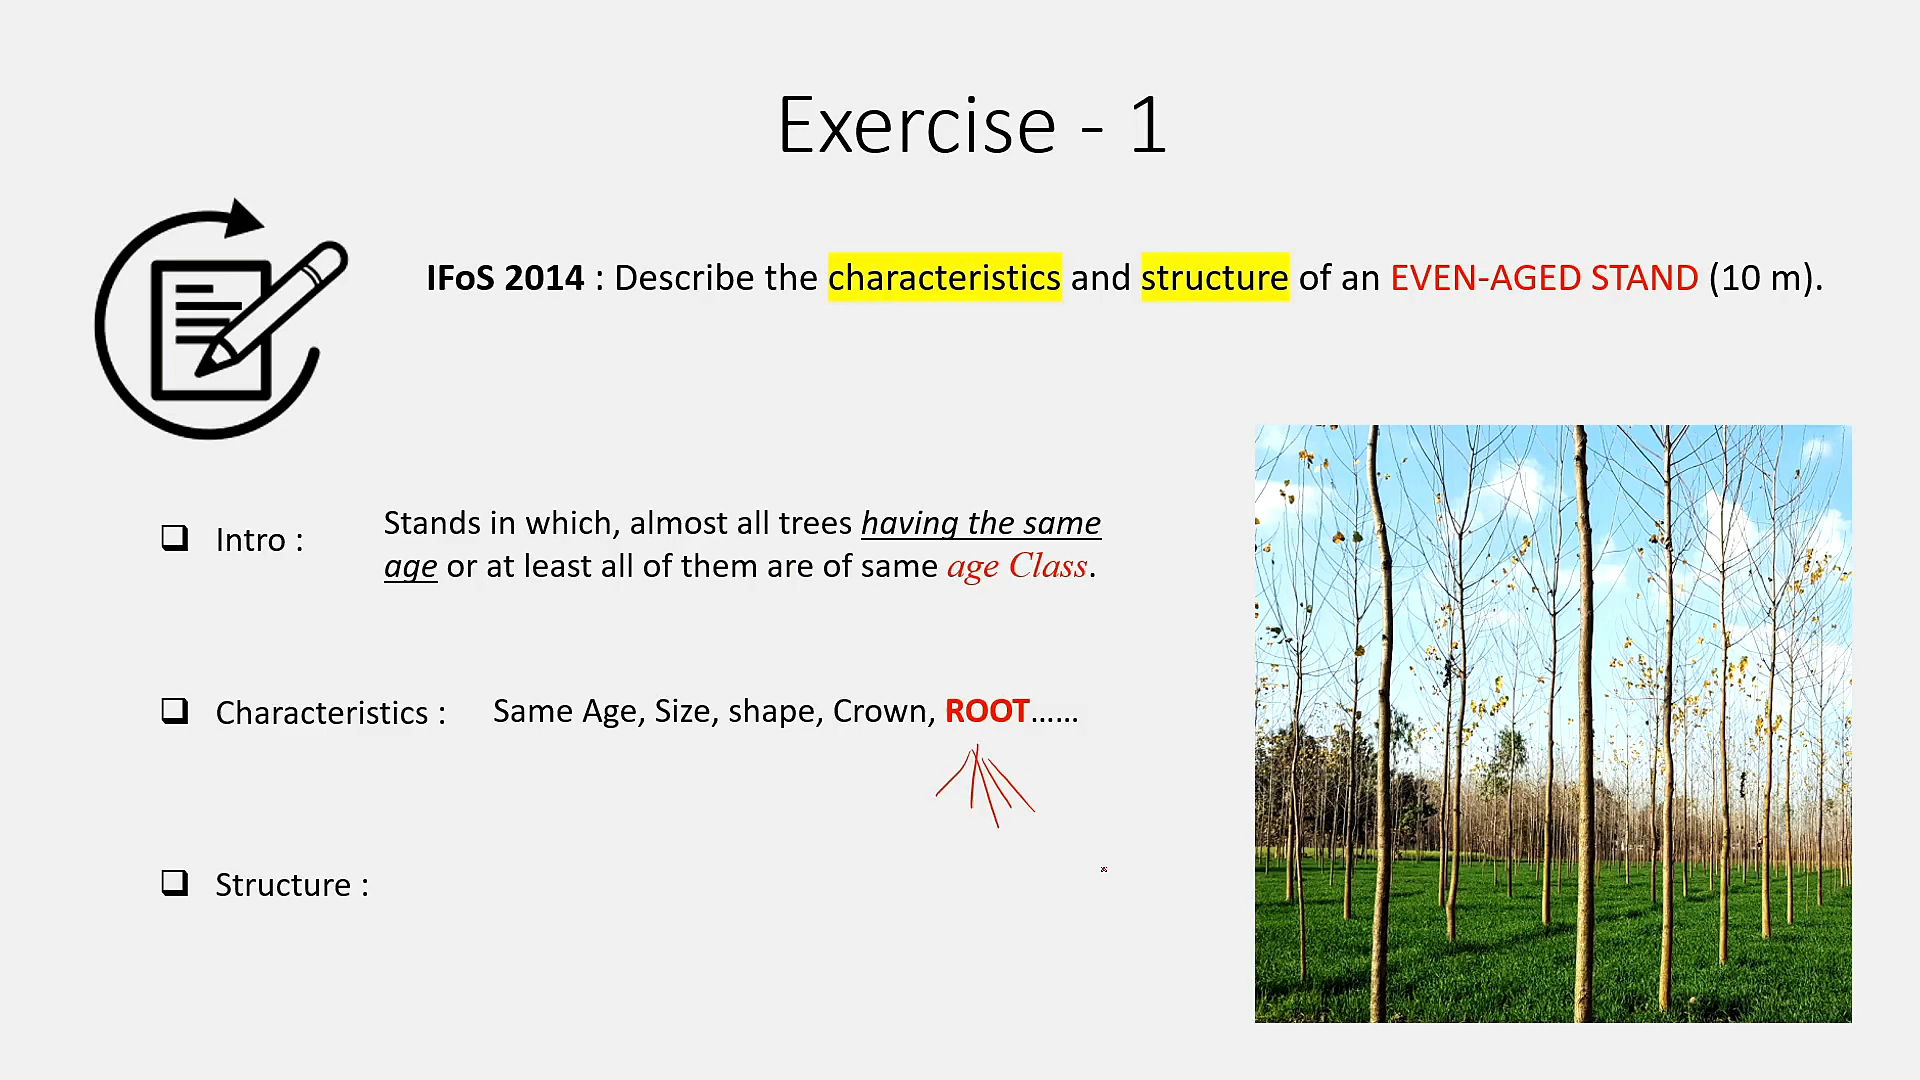 Exercise - 1
IFoS 2014 : Describe the characteristics and structure of an EVEN-AGED STAND (10 m).
❑ Intro :
Stands in which, almost all trees having the same
age or at least all of them are of same age Class.
❑ Characteristics : Same Age, Size, shape, Crown, ROOT......
❑ Structure :